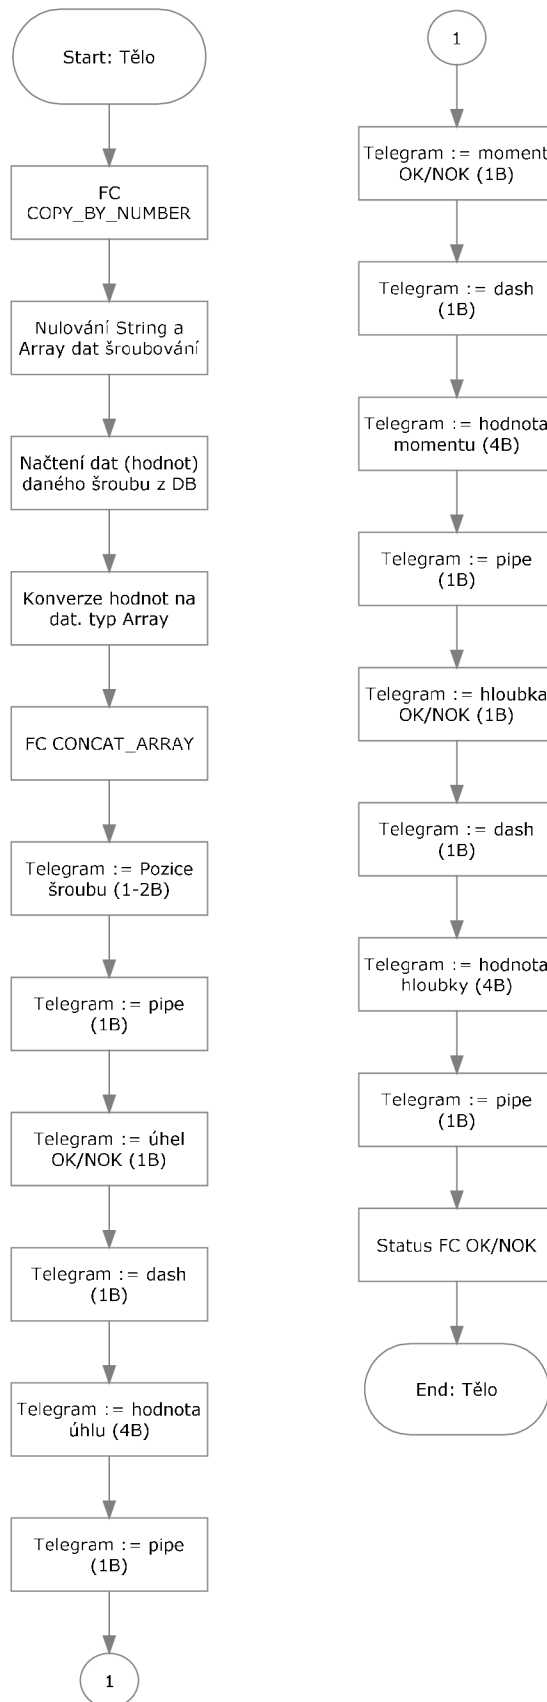 Start: Tělo
FC
COPY_BY_NUMBER
Nulování String a
Array dat šroubování
Načtení dat (hodnot)
daného šroubu z DB
Konverze hodnot na
dat. typ Array
FC CONCAT_ARRAY
Telegram := Pozice
šroubu (1-2B)
Telegram := pipe
(1B)
Telegram := úhel
OK/NOK (1B)
Telegram := dash
(1B)
Telegram := hodnota
úhlu (4B)
Telegram := pipe
(1B)
1
1
Telegram := moment
OK/NOK (1B)
Telegram := dash
(1B)
Telegram := hodnota
momentu (4B)
Telegram := pipe
(1B)
Telegram := hloubka
OK/NOK (1B)
Telegram := dash
(1B)
Telegram := hodnota
hloubky (4B)
Telegram := pipe
(1B)
Status FC OK/NOK
End: Tělo